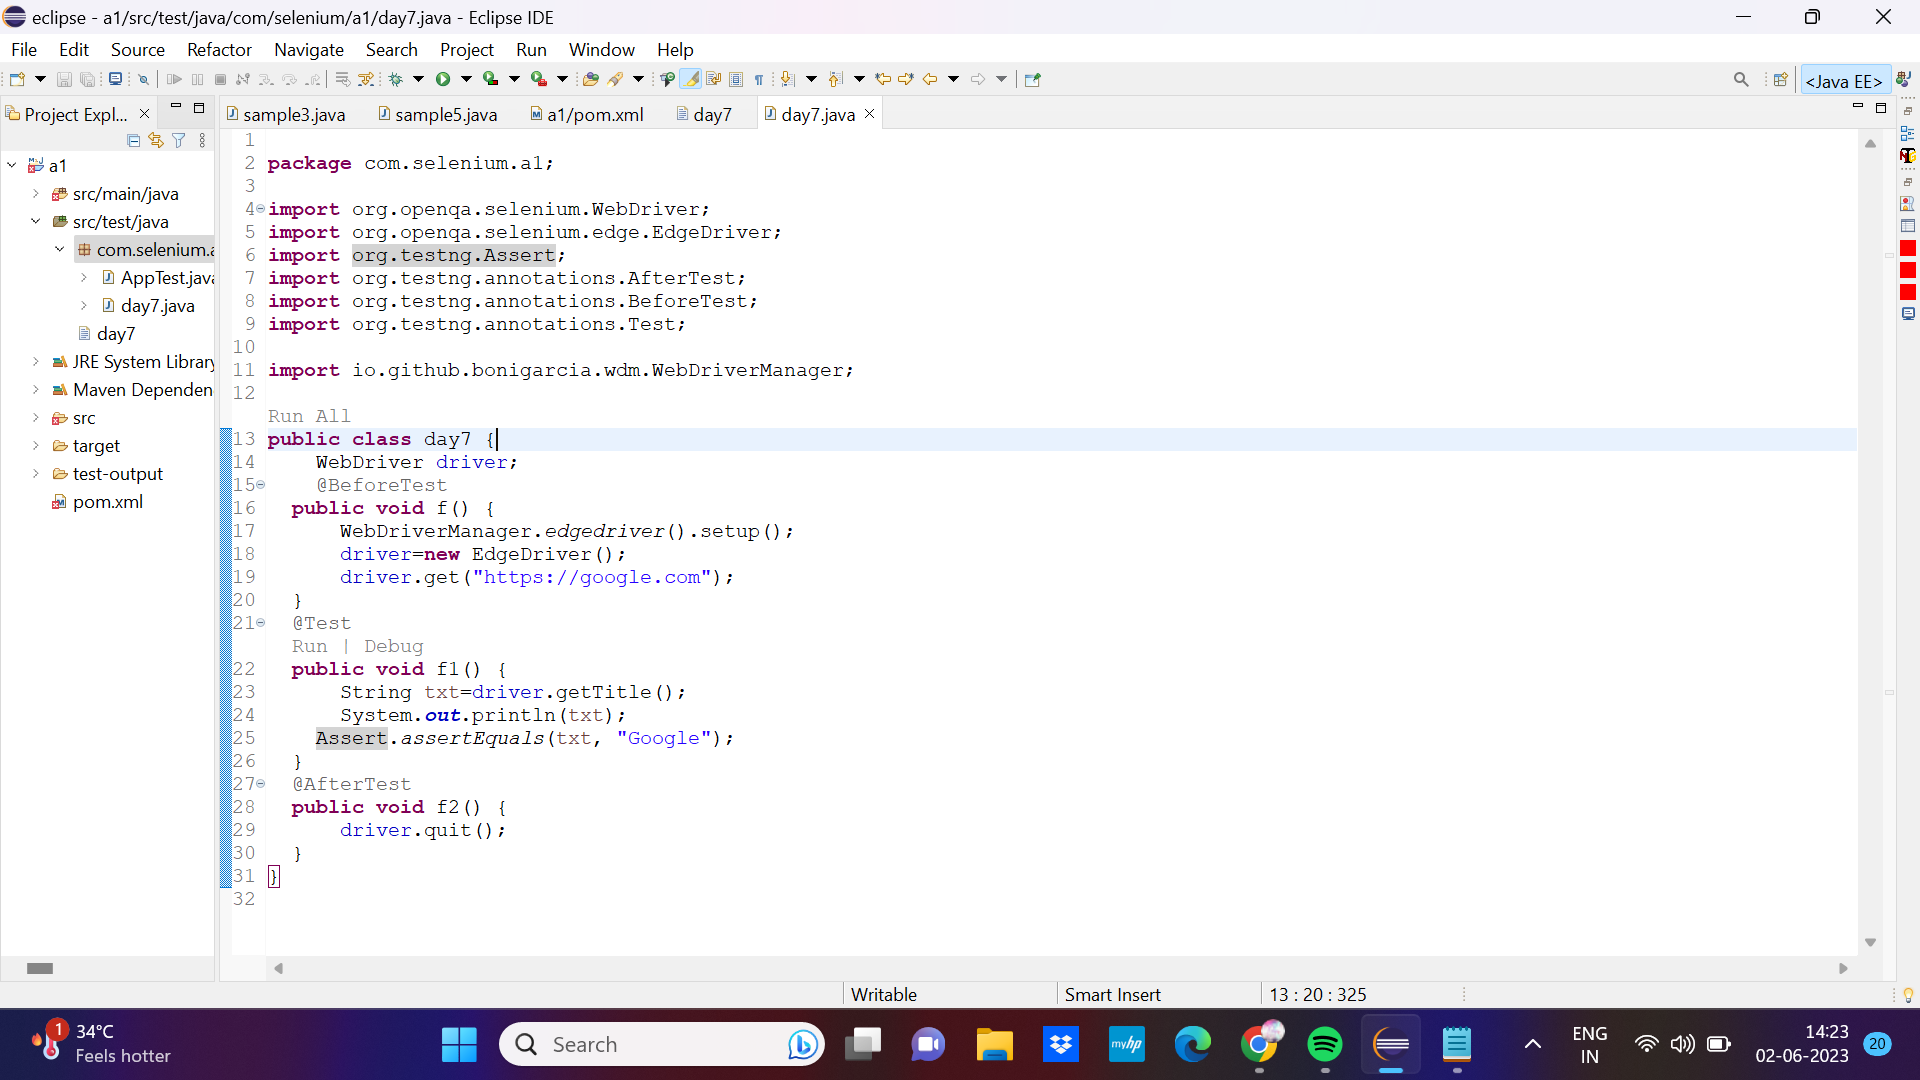 eclipse - a1/src/test/java/com/selenium/a1/day7.java - Eclipse IDE
File Edit Source Refactor Navigate Search Project Run Window Help
<Java EE>
Project Expl...
sample3.java sample5.java a1/pom.xml day7 day7.java
a1
src/main/java
src/test/java
com.selenium.a
AppTest.java
day7.java
day7
JRE System Library
Maven Dependen
src
target
test-output
pom.xml
1
2 package com.selenium.a1;
3
4 import org.openqa.selenium.WebDriver;
5 import org.openqa.selenium.edge.EdgeDriver;
6 import org.testng.Assert;
7 import org.testng.annotations.AfterTest;
8 import org.testng.annotations.BeforeTest;
9 import org.testng.annotations.Test;
10
11 import io.github.bonigarcia.wdm.WebDriverManager;
12
Run All
13 public class day7 {
14 WebDriver driver;
15 @BeforeTest
16 public void f() {
17 WebDriverManager.edgedriver().setup();
18 driver=new EdgeDriver();
19 driver.get("https://google.com");
20 }
21 @Test
Run | Debug
22 public void f1() {
23 String txt=driver.getTitle();
24 System.out.println(txt);
25 Assert.assertEquals(txt, "Google");
26 }
27 @AfterTest
28 public void f2() {
29 driver.quit();
30 }
31 }
32
Writable Smart Insert 13 : 20 : 325
1 34°C
Feels hotter
Search
myhp
ENG
IN
14:23
02-06-2023
20